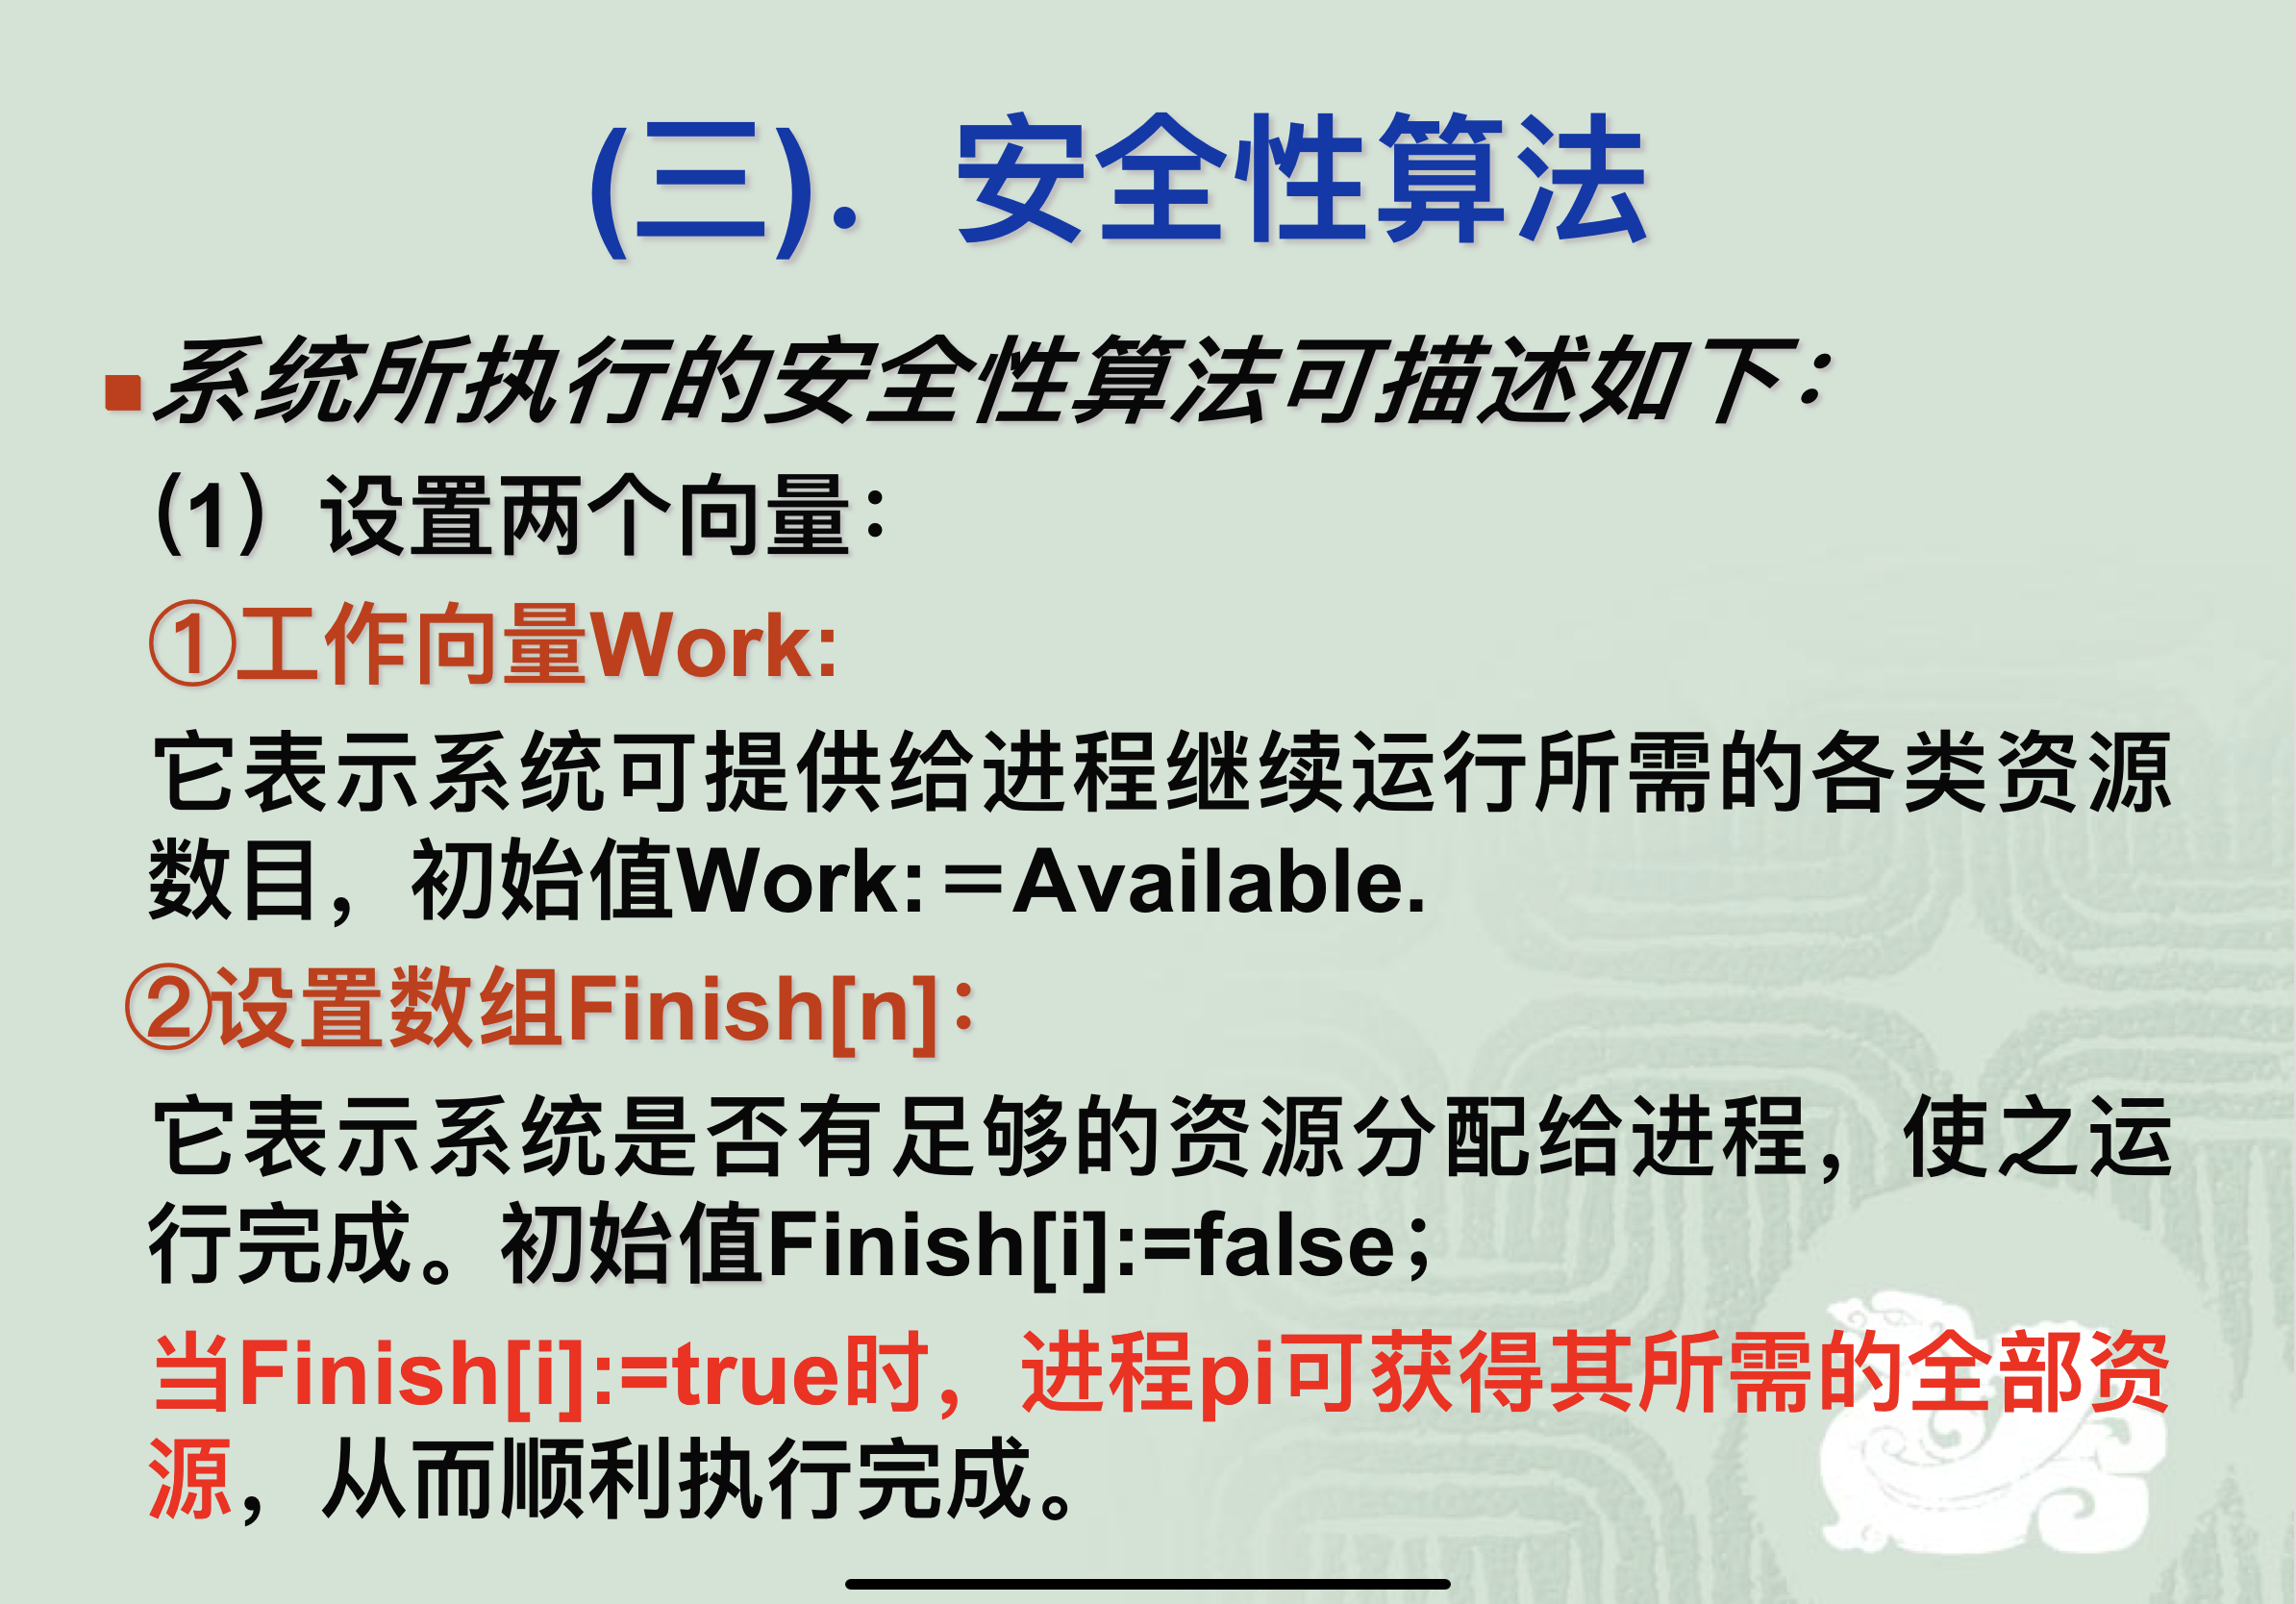 (三)．安全性算法
系统所执行的安全性算法可描述如下：
（1）设置两个向量：
①工作向量Work:
它表示系统可提供给进程继续运行所需的各类资源
数目，初始值Work:＝Available.
②设置数组Finish[n]：
它表示系统是否有足够的资源分配给进程，使之运
行完成。初始值Finish[i]:=false；
当Finish[i]:=true时，进程pi可获得其所需的全部资
源，从而顺利执行完成。